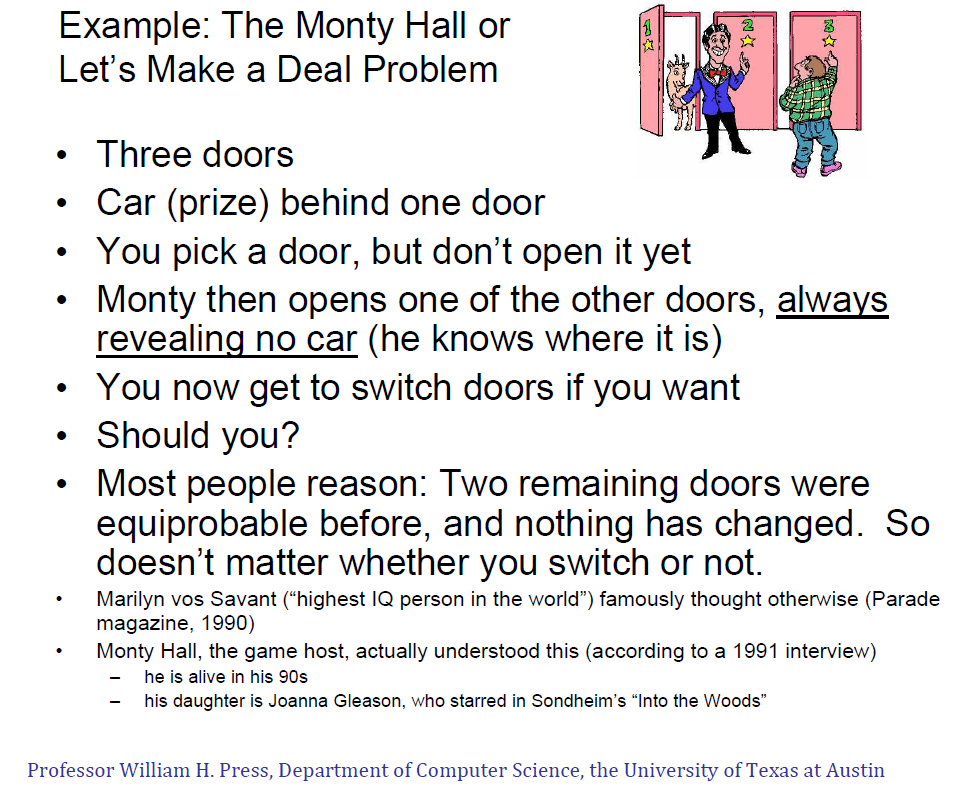 Example: The Monty Hall or
Let's Make a Deal Problem
1 2 3
• Three doors
• Car (prize) behind one door
• You pick a door, but don't open it yet
• Monty then opens one of the other doors, always
revealing no car (he knows where it is)
• You now get to switch doors if you want
• Should you?
• Most people reason: Two remaining doors were
equiprobable before, and nothing has changed.  So
doesn't matter whether you switch or not.
• Marilyn vos Savant (“highest IQ person in the world”) famously thought otherwise (Parade
magazine, 1990)
• Monty Hall, the game host, actually understood this (according to a 1991 interview)
– he is alive in his 90s
– his daughter is Joanna Gleason, who starred in Sondheim's “Into the Woods”
Professor William H. Press, Department of Computer Science, the University of Texas at Austin